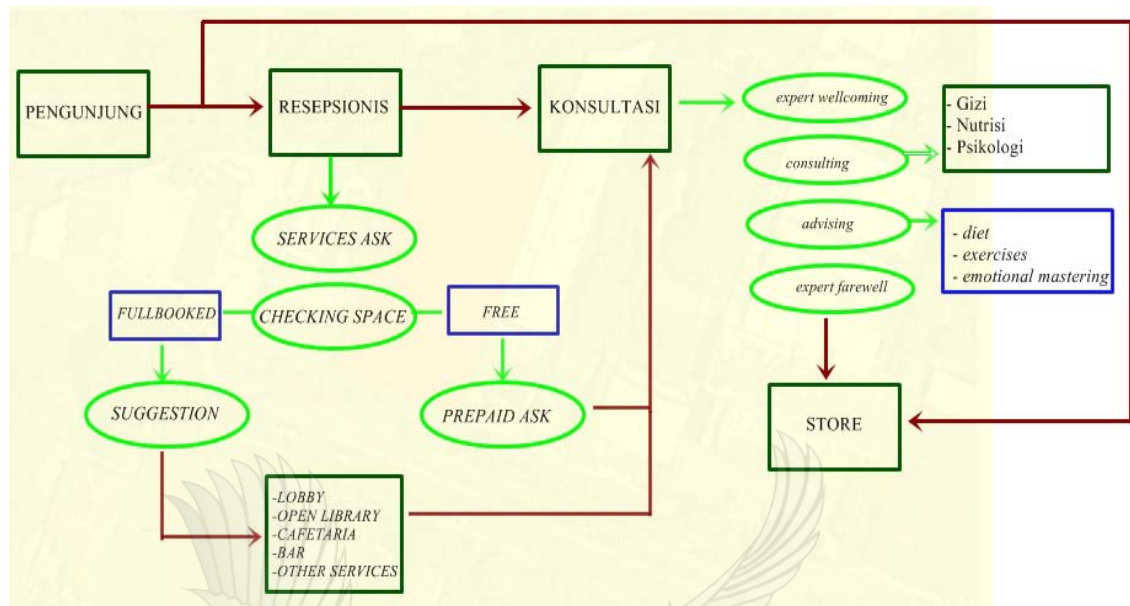 PENGUNJUNG
RESEPSIONIS
KONSULTASI
expert wellcoming
consulting
advising
expert farewell
- Gizi
- Nutrisi
- Psikologi
- diet
- exercises
- emotional mastering
SERVICES ASK
FULLBOOKED
CHECKING SPACE
FREE
SUGGESTION
PREPAID ASK
STORE
-LOBBY
-OPEN LIBRARY
-CAFETARIA
-BAR
-OTHER SERVICES